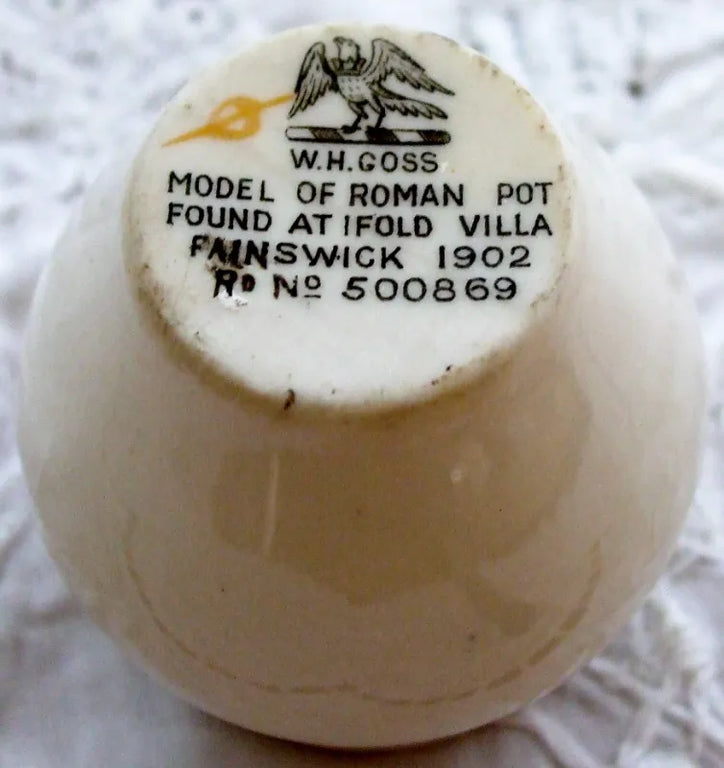 W.H.GOSS
MODEL OF ROMAN POT
FOUND AT IFOLD VILLA
PAINSWICK 1902
RD NO 500869